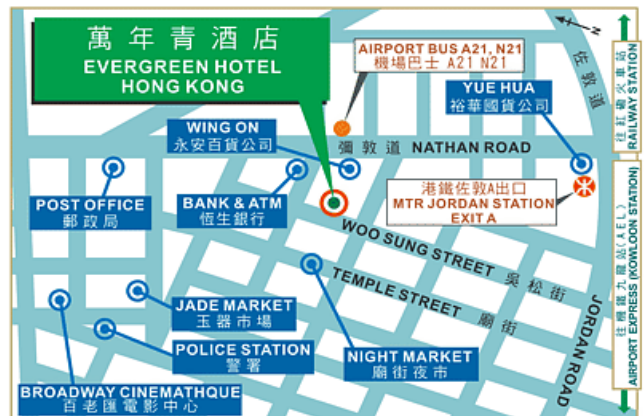 萬年青酒店
EVERGREEN HOTEL
HONG KONG
AIRPORT BUS A21, N21
機場巴士 A21 N21
N
佐敦道
往紅磡火車站
RAILWAY STATION
YUE HUA
裕華國貨公司
WING ON
永安百貨公司
彌敦道 NATHAN ROAD
POST OFFICE
郵政局
BANK & ATM
恆生銀行
港鐵佐敦A出口
MTR JORDAN STATION
EXIT A
WOO SUNG STREET 吳松街
TEMPLE STREET 廟街
JADE MARKET
玉器市場
POLICE STATION
警署
NIGHT MARKET
廟街夜市
BROADWAY CINEMATHQUE
百老匯電影中心
JORDAN ROAD
往機鐵九龍站(AEL)
AIRPORT EXPRESS (KOWLOON STATION)